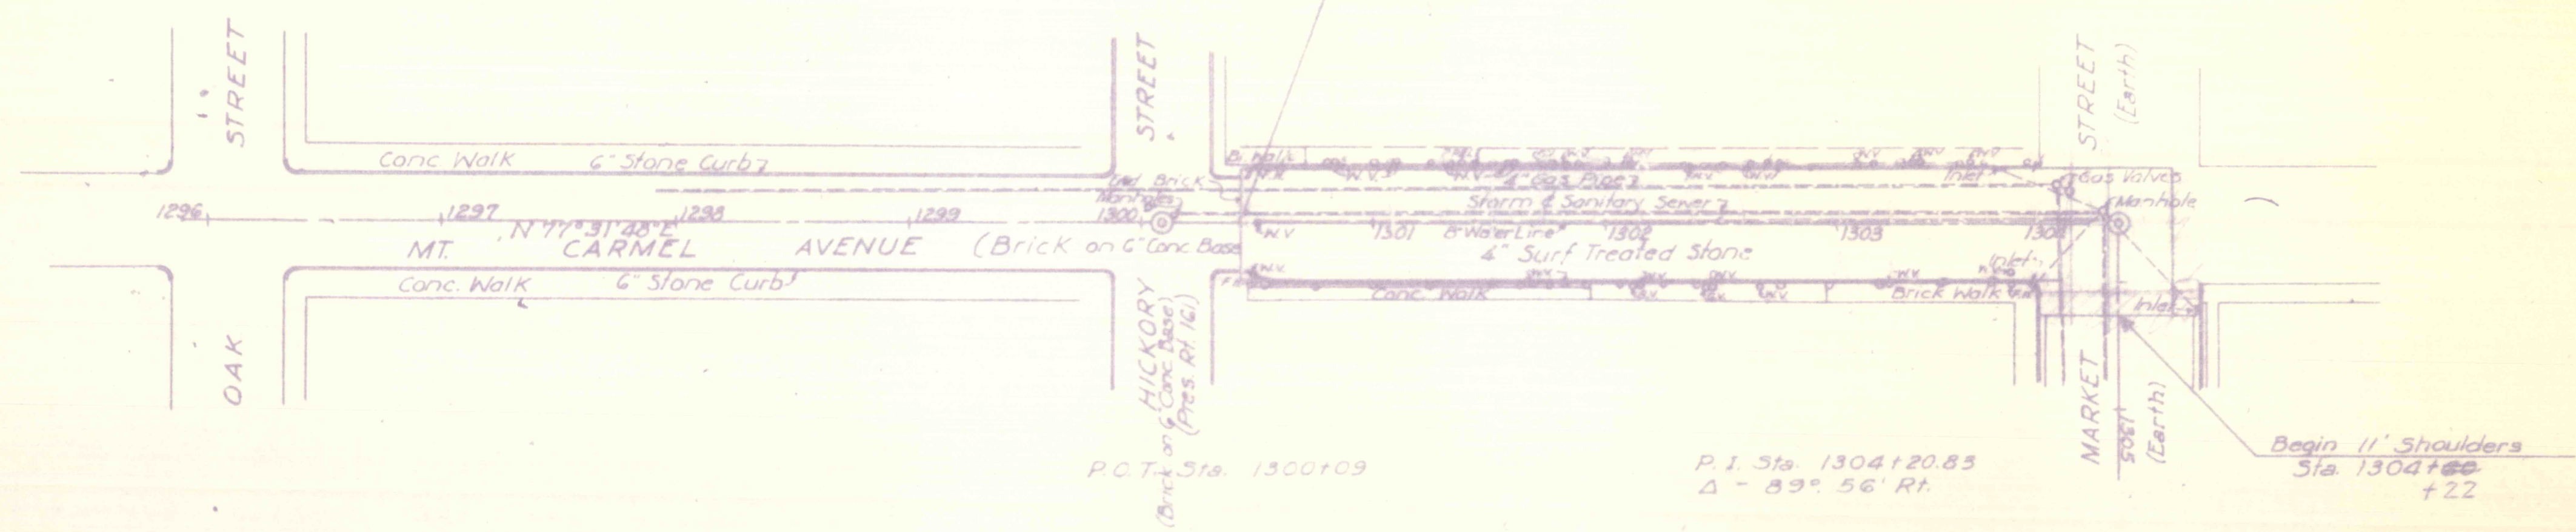 STREET
OAK
Conc. Walk 6" Stone Curb
1296 1297 1298 1299 1300
N 77° 31' 48" E
MT. CARMEL AVENUE (Brick on 6" Conc. Base
Conc. Walk 6" Stone Curb
STREET
HICKORY
(Brick on 6" Conc. Base)
(Pres. Rt. 161)
Brick
Manholes
4" Gas Pipe
Inlet
Storm & Sanitary Sewer
W.V
1301 8" Water Line 1302 1303
4" Surf Treated Stone
Inlet
Conc. Walk
Brick Walk
STREET
(Earth)
Gas Valves
Manhole
Inlet
MARKET
1305
(Earth)
P.O.T. Sta. 1300+09
P.I. Sta. 1304+20.83
Δ - 89° 56' Rt.
Begin 11' Shoulders
Sta. 1304+60
+22